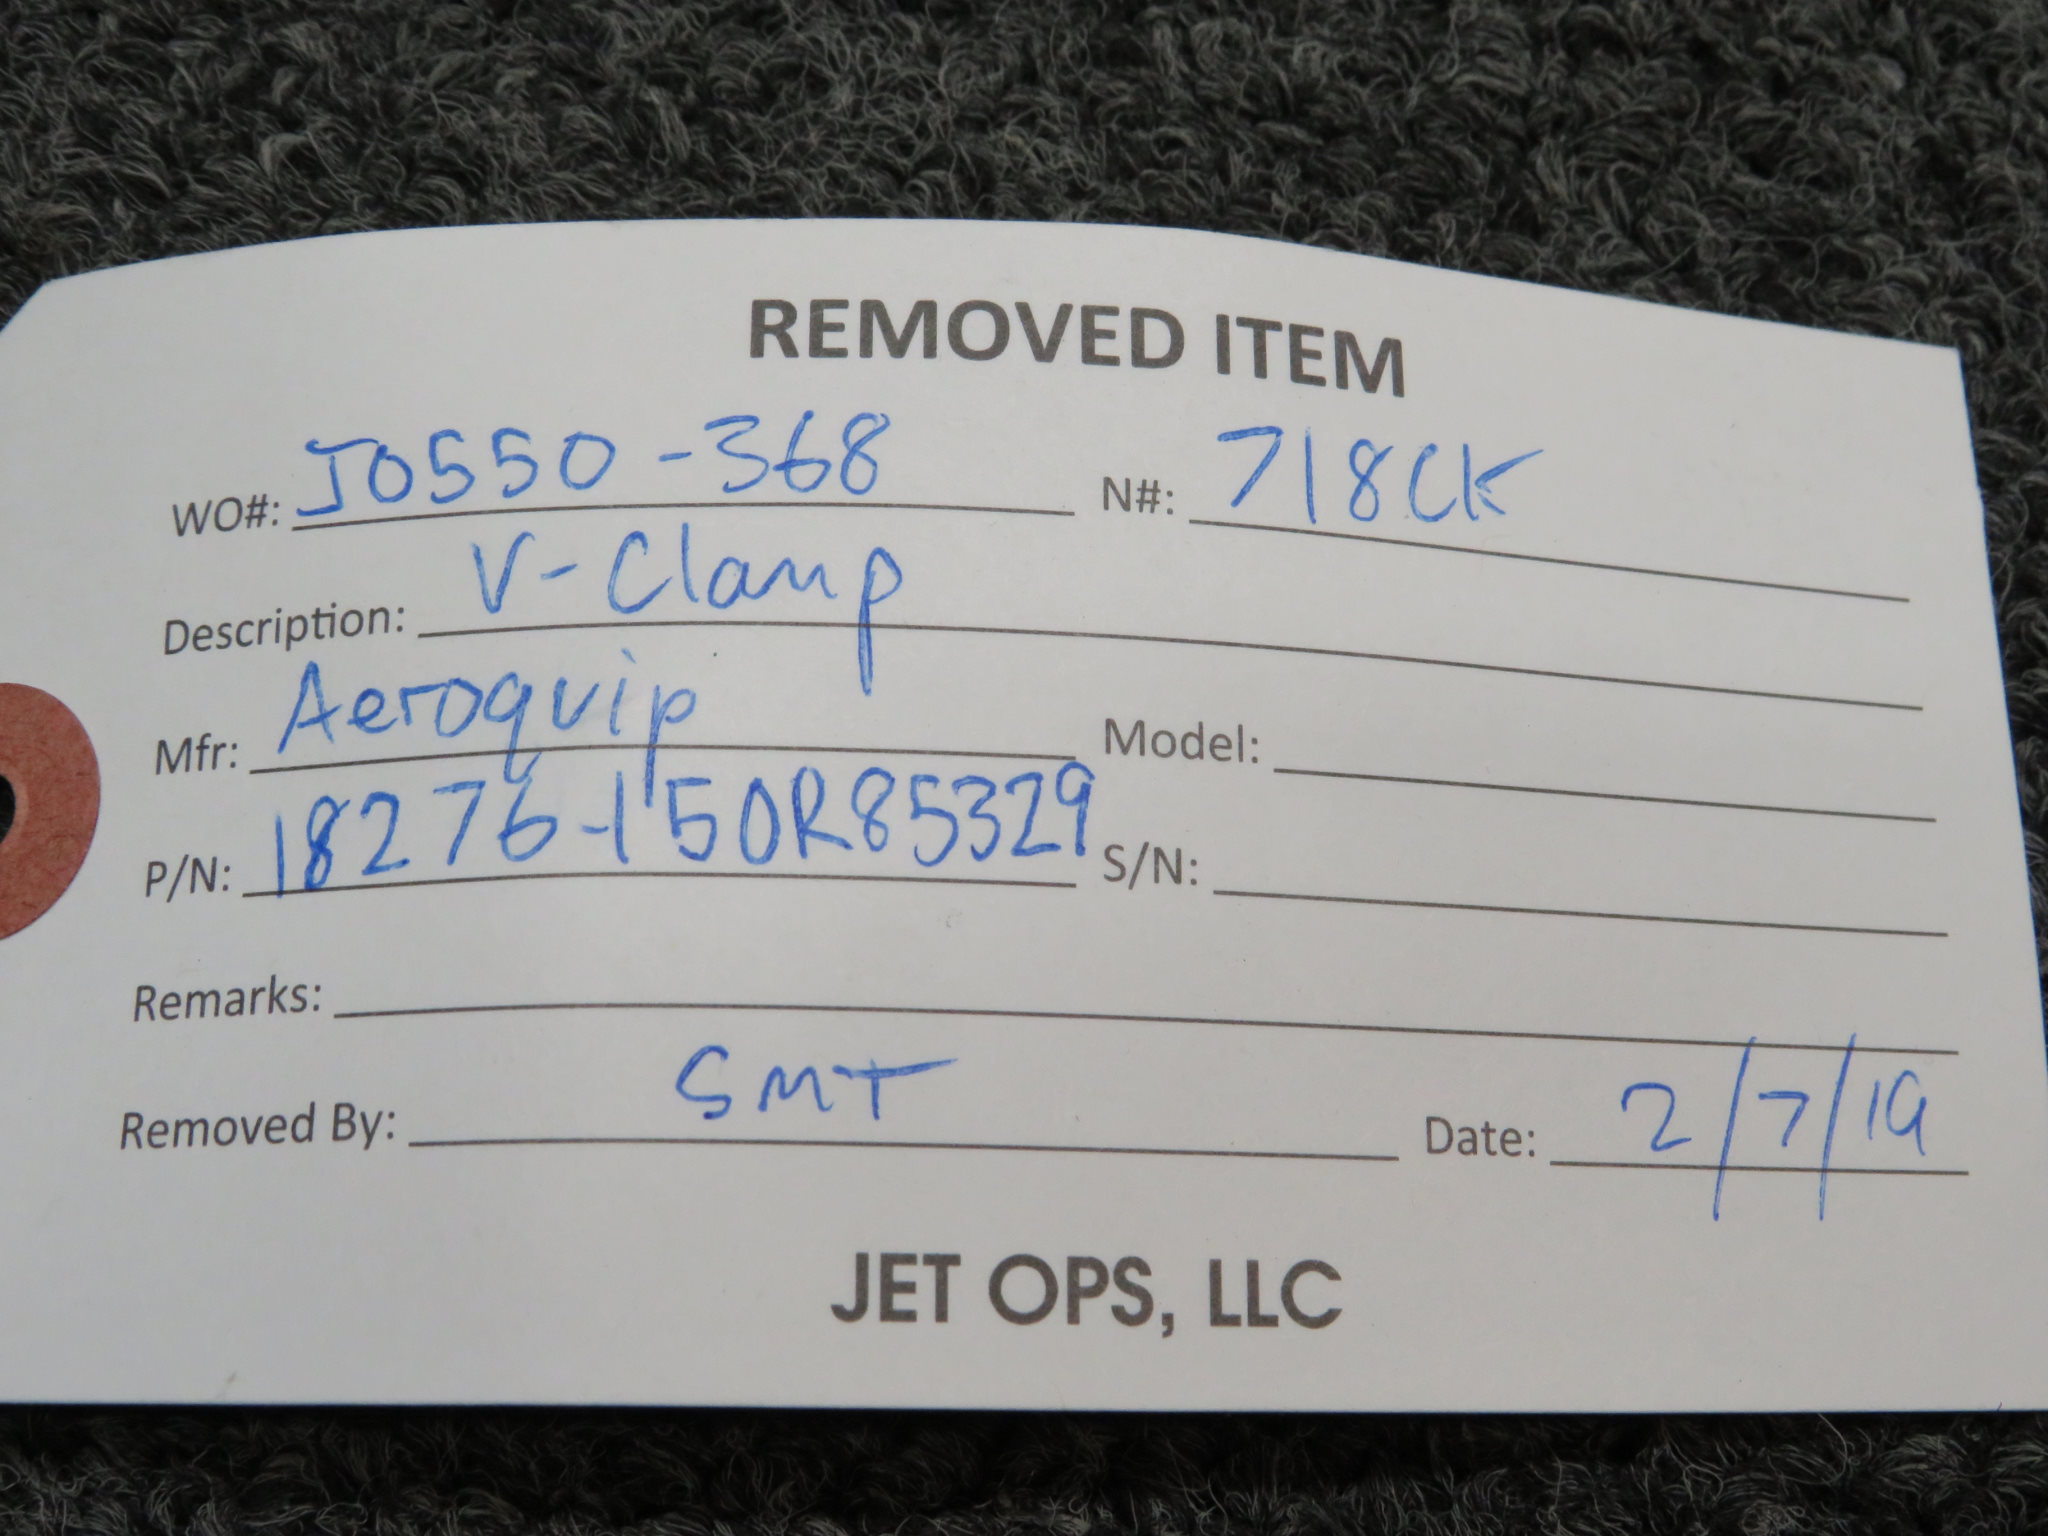 REMOVED ITEM
WO#: JO550-368 N#: 718CK
Description: V-Clamp
Mfr: Aeroquip Model:
P/N: 18276-150R85329 S/N:
Remarks:
Removed By: SMT Date: 2/7/19
JET OPS, LLC